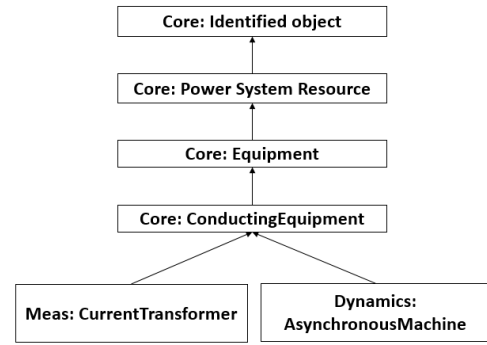 Core: Identified object
Core: Power System Resource
Core: Equipment
Core: ConductingEquipment
Meas: CurrentTransformer
Dynamics:
AsynchronousMachine